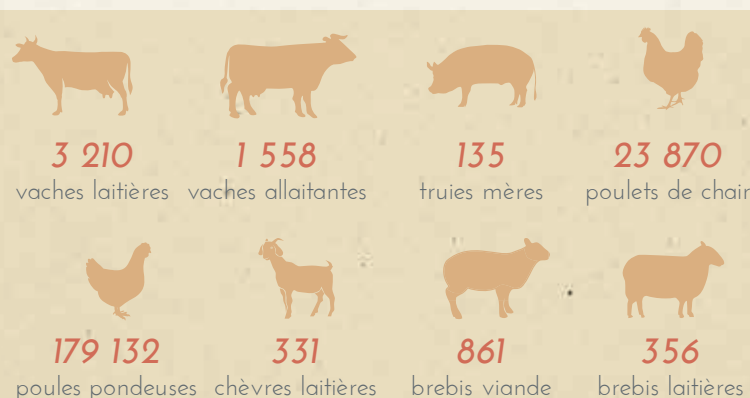 3 210 1 558 135 23 870
vaches laitières vaches allaitantes truies mères poulets de chair
179 132 331 861 356
poules pondeuses chèvres laitières brebis viande brebis laitières